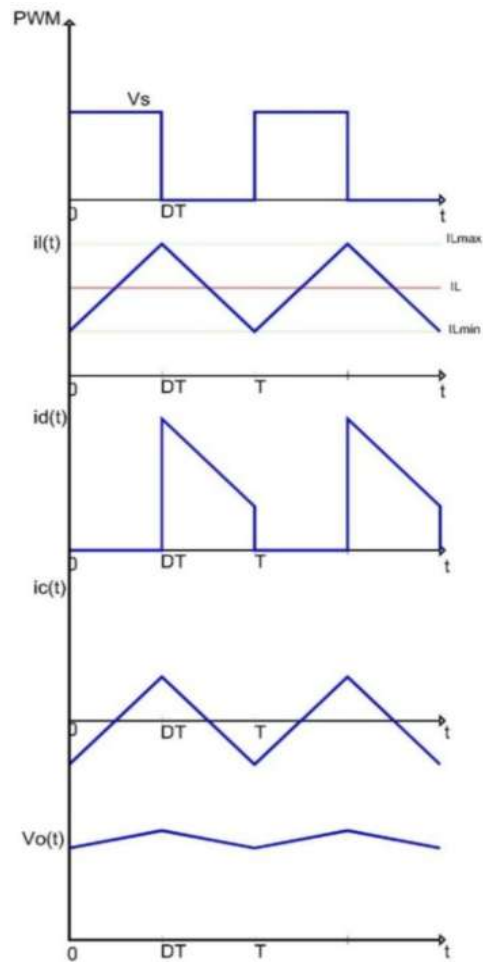 PWM
Vs
0
DT
t
il(t)
ILmax
IL
ILmin
0
DT
T
t
id(t)
0
DT
T
t
ic(t)
0
DT
T
t
Vo(t)
0
DT
T
t